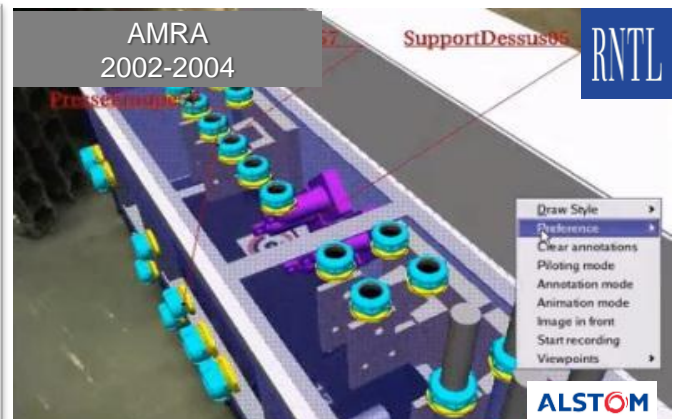 AMRA
2002-2004
SupportDessus05
RNTL
Draw Style
Preference
Clear annotations
Piloting mode
Annotation mode
Animation mode
Image in front
Start recording
Viewpoints
ALSTOM